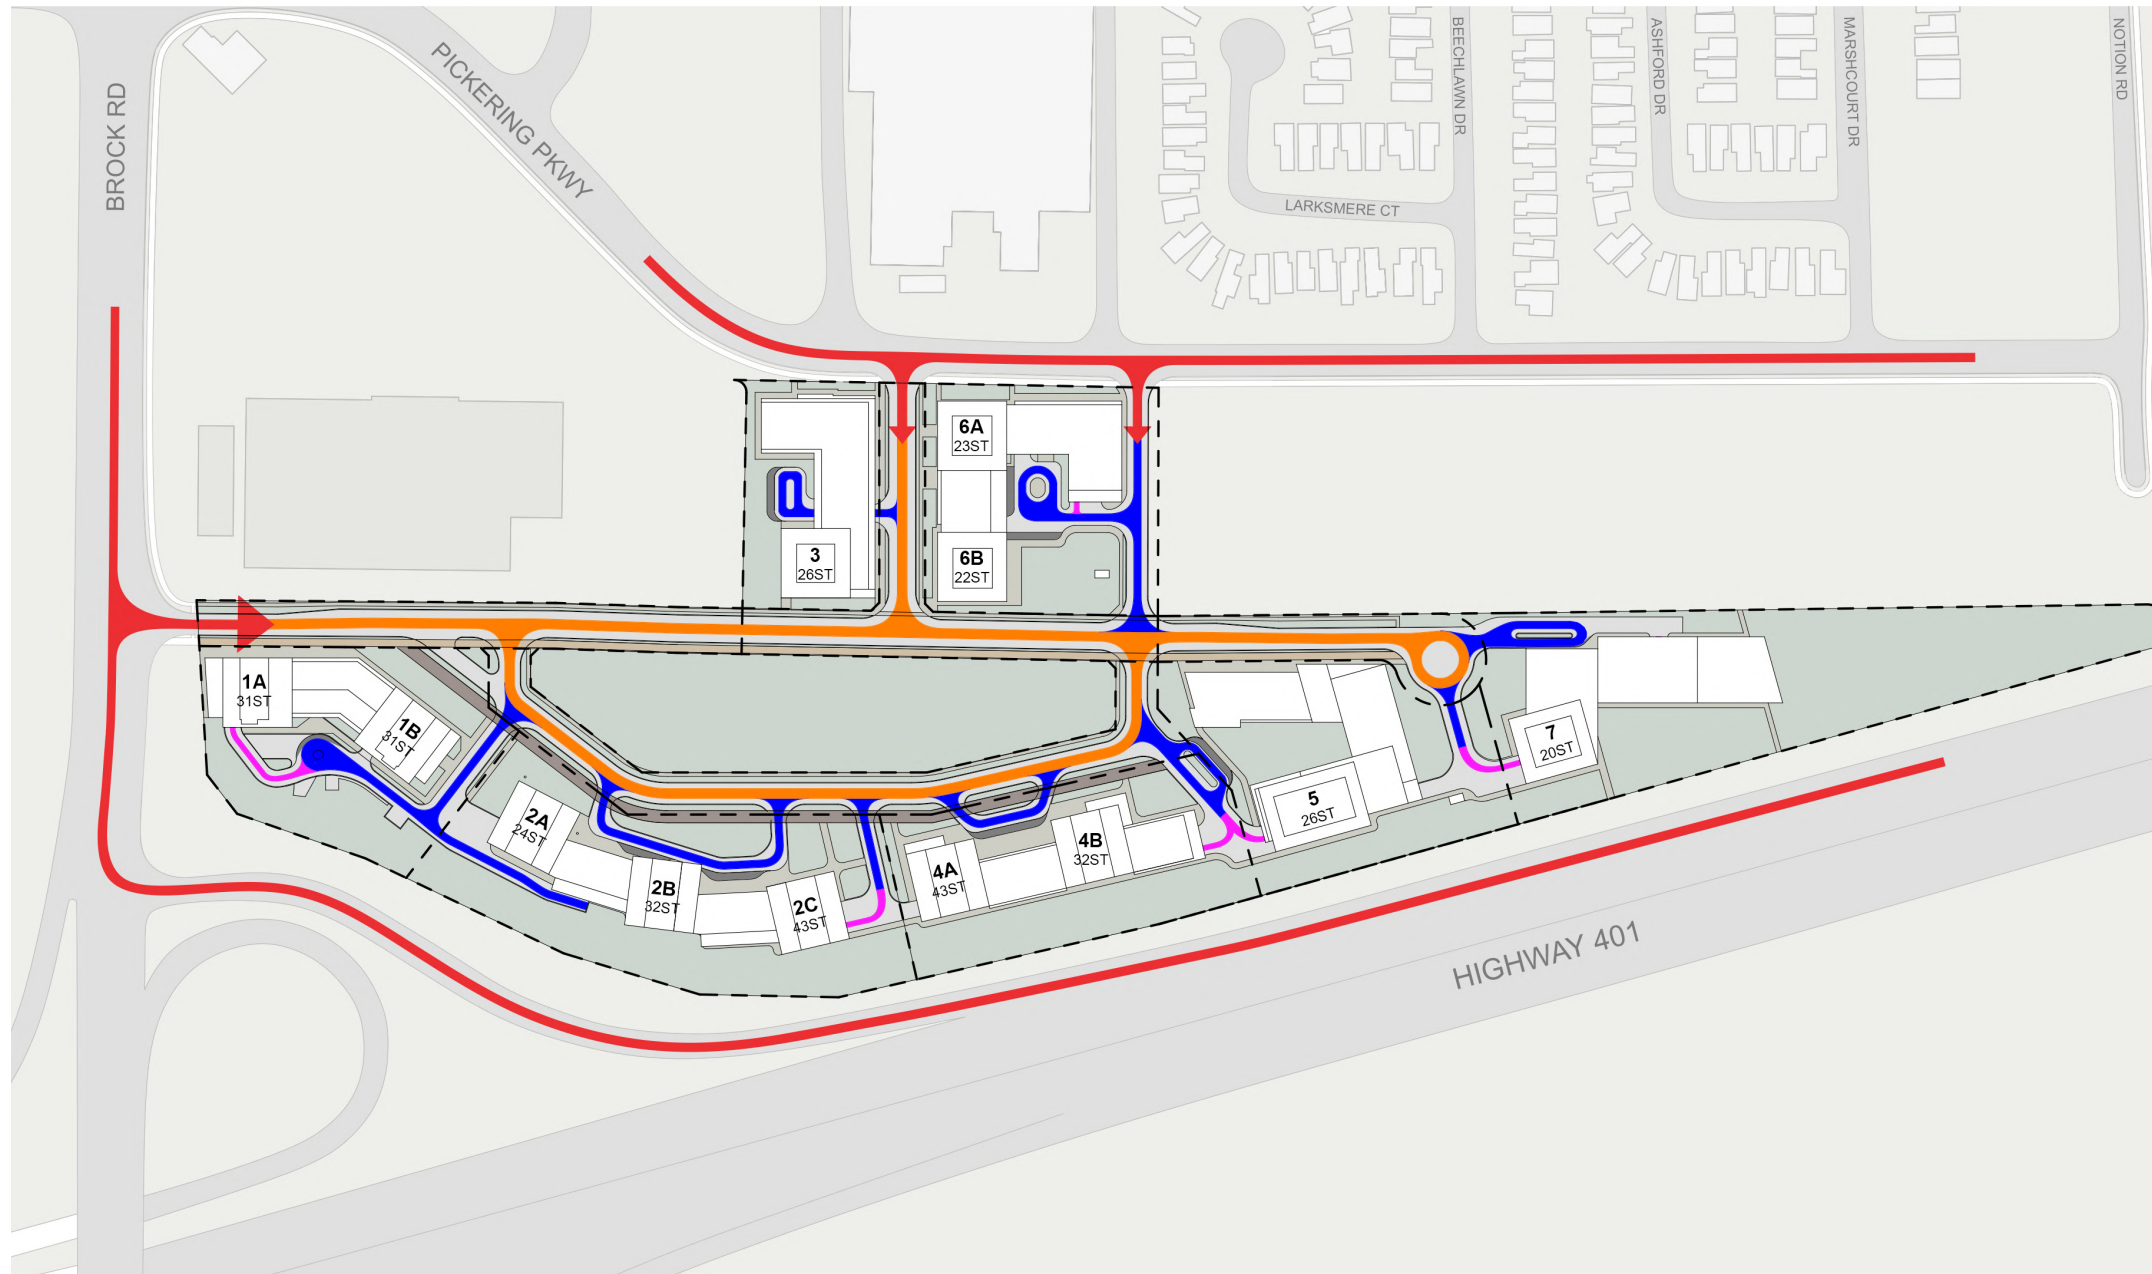 BROCK RD
PICKERING PKWY
BEECHLAWN DR
ASHFORD DR
MARSHCOURT DR
NOTION RD
LARKSMERE CT
6A
23ST
3
26ST
6B
22ST
1A
31ST
1B
31ST
2A
24ST
2B
32ST
2C
43ST
4A
43ST
4B
32ST
5
26ST
7
20ST
HIGHWAY 401